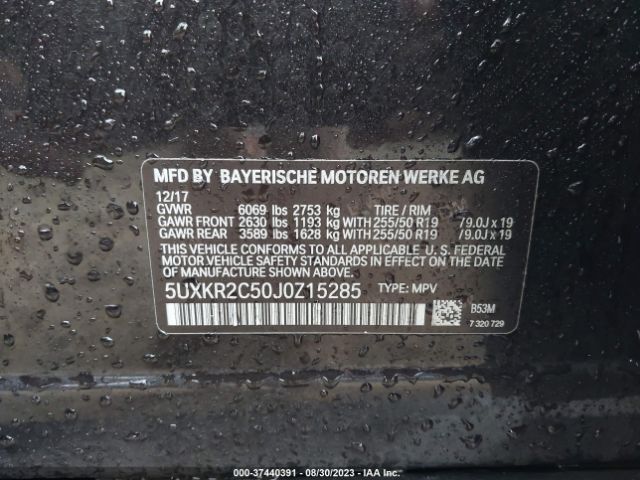 MFD BY BAYERISCHE MOTOREN WERKE AG
12/17
GVWR 6069 lbs 2753 kg TIRE / RIM
GAWR FRONT 2630 lbs 1193 kg WITH 255/50 R19 /9.0J x 19
GAWR REAR 3589 lbs 1628 kg WITH 255/50 R19 /9.0J x 19
THIS VEHICLE CONFORMS TO ALL APPLICABLE U. S. FEDERAL
MOTOR VEHICLE SAFETY STANDARDS IN EFFECT ON THE DATE
OF MANUFACTURE SHOWN ABOVE.
5UXKR2C50J0Z15285 TYPE: MPV
B53M
7 320 729
000-37440391 - 08/30/2023 - IAA Inc.